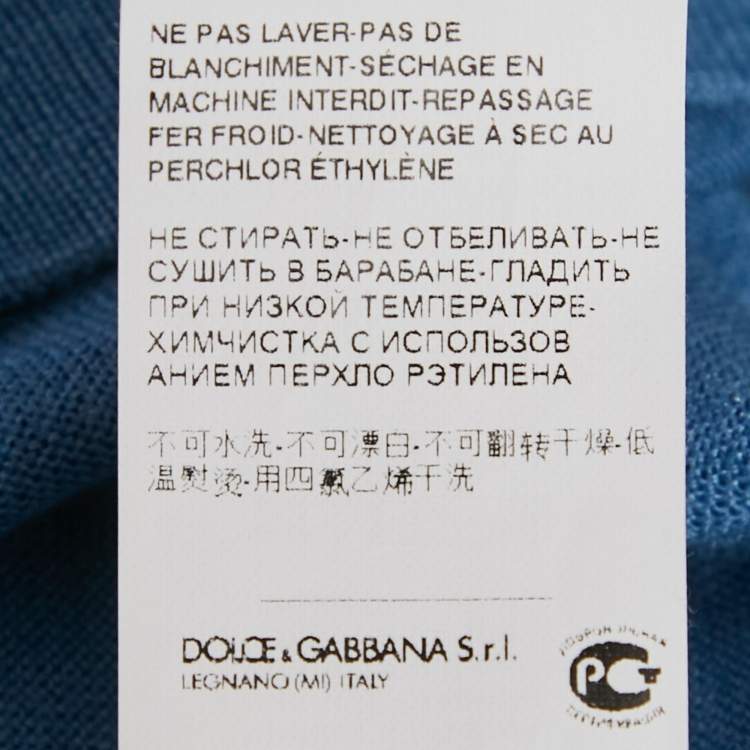 NE PAS LAVER-PAS DE
BLANCHIMENT-SÉCHAGE EN
MACHINE INTERDIT-REPASSAGE
FER FROID-NETTOYAGE À SEC AU
PERCHLOR ÉTHYLÈNE
НЕ СТИРАТЬ-НЕ ОТБЕЛИВАТЬ-НЕ
СУШИТЬ В БАРАБАНЕ-ГЛАДИТЬ
ПРИ НИЗКОЙ ТЕМПЕРАТУРЕ-
ХИМЧИСТКА С ИСПОЛЬЗОВ
АНИЕМ ПЕРХЛО РЭТИЛЕНА
不可水洗-不可漂白-不可翻转干燥-低
温熨烫-用四氯乙烯干洗
DOLCE & GABBANA S.r.l.
LEGNANO (MI) ITALY
ДОБРОВОЛЬНАЯ
РСТ
СЕРТИФИКАЦИЯ